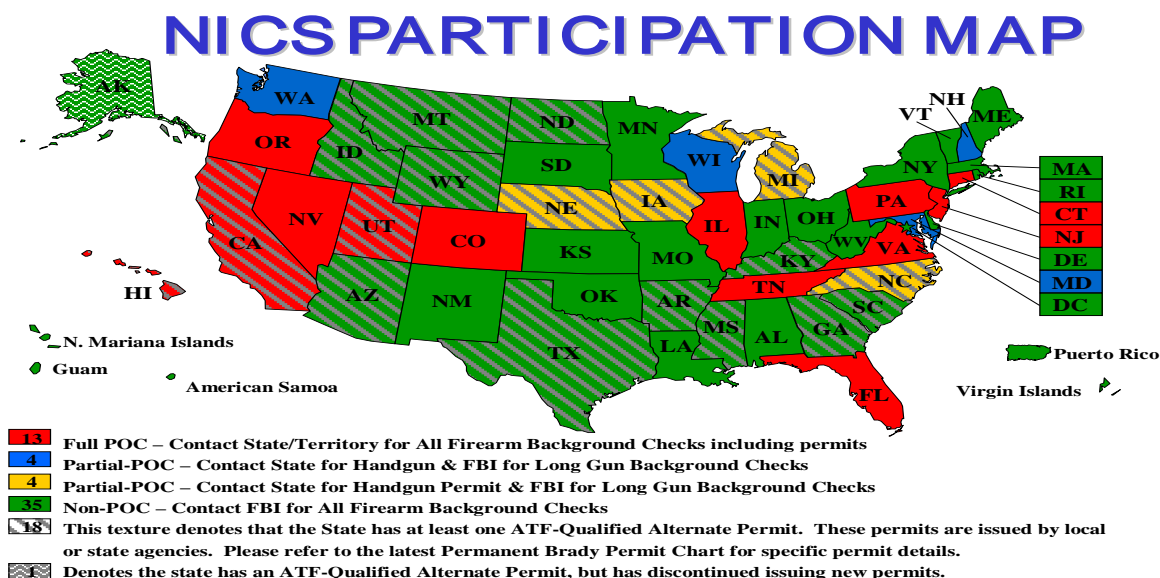 NICS PARTICIPATION MAP
AK
WA
OR
CA
NV
ID
MT
WY
UT
CO
AZ
NM
ND
SD
NE
KS
OK
TX
MN
IA
MO
AR
LA
WI
IL
MI
IN
OH
KY
TN
MS
AL
GA
FL
SC
NC
VA
WV
PA
NY
VT
NH
ME
MA
RI
CT
NJ
DE
MD
DC
HI
N. Mariana Islands
Guam
American Samoa
Puerto Rico
Virgin Islands
13 Full POC – Contact State/Territory for All Firearm Background Checks including permits
4 Partial-POC – Contact State for Handgun & FBI for Long Gun Background Checks
4 Partial-POC – Contact State for Handgun Permit & FBI for Long Gun Background Checks
35 Non-POC – Contact FBI for All Firearm Background Checks
18 This texture denotes that the State has at least one ATF-Qualified Alternate Permit. These permits are issued by local
or state agencies. Please refer to the latest Permanent Brady Permit Chart for specific permit details.
1 Denotes the state has an ATF-Qualified Alternate Permit, but has discontinued issuing new permits.